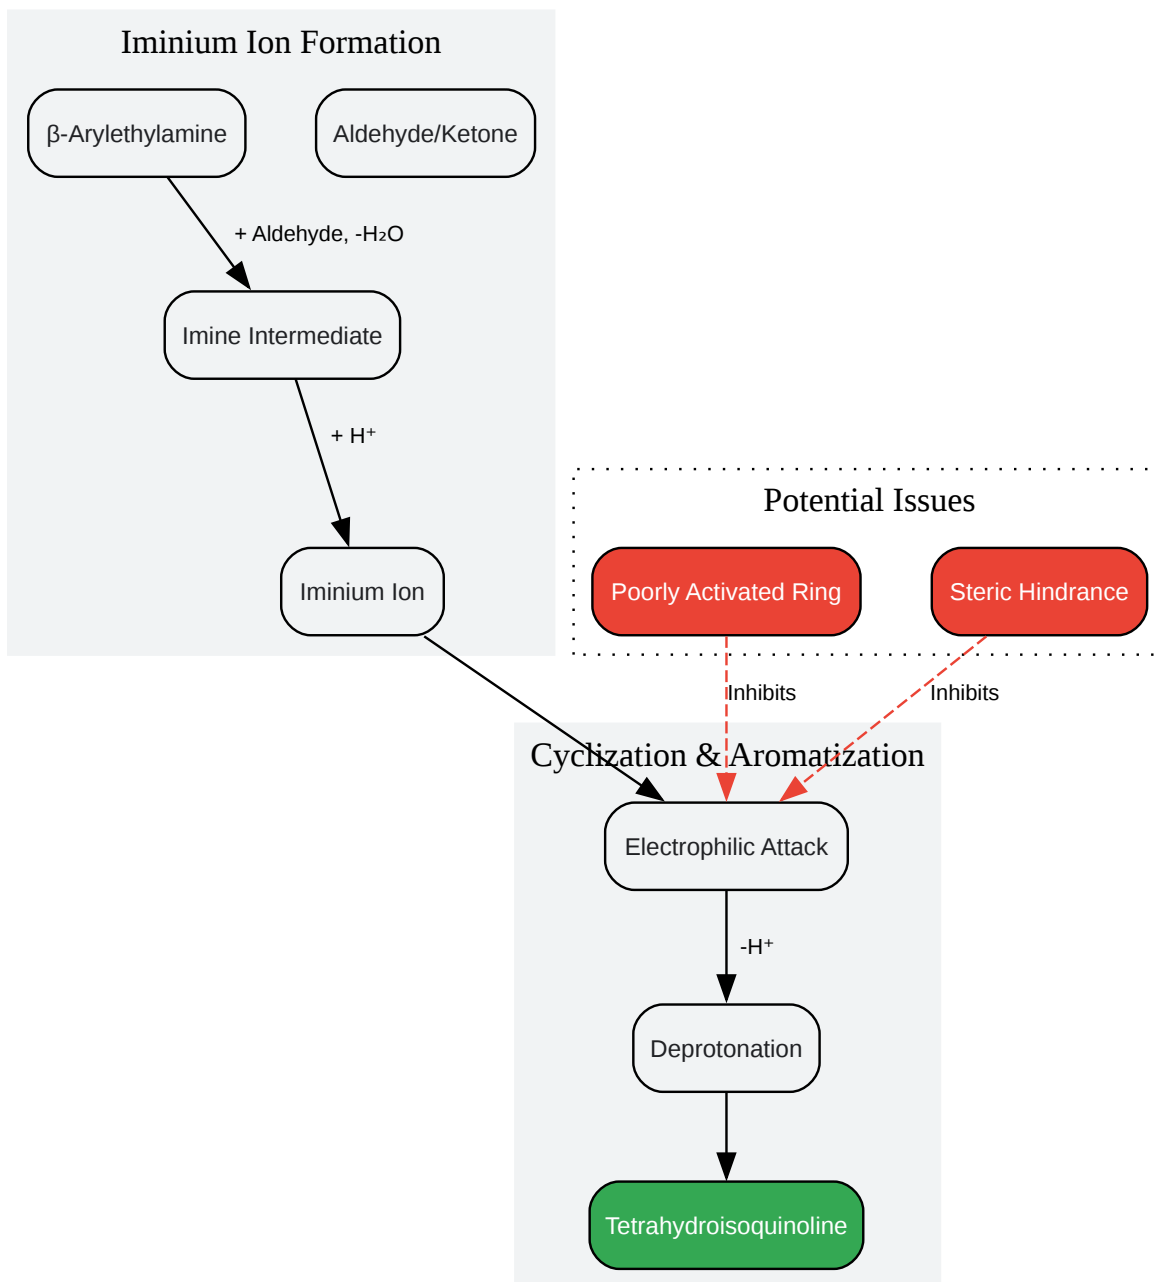 Iminium Ion Formation
β-Arylethylamine
Aldehyde/Ketone
+ Aldehyde, -H₂O
Imine Intermediate
+ H⁺
Iminium Ion
Potential Issues
Poorly Activated Ring
Steric Hindrance
Inhibits
Inhibits
Cyclization & Aromatization
Electrophilic Attack
-H⁺
Deprotonation
Tetrahydroisoquinoline